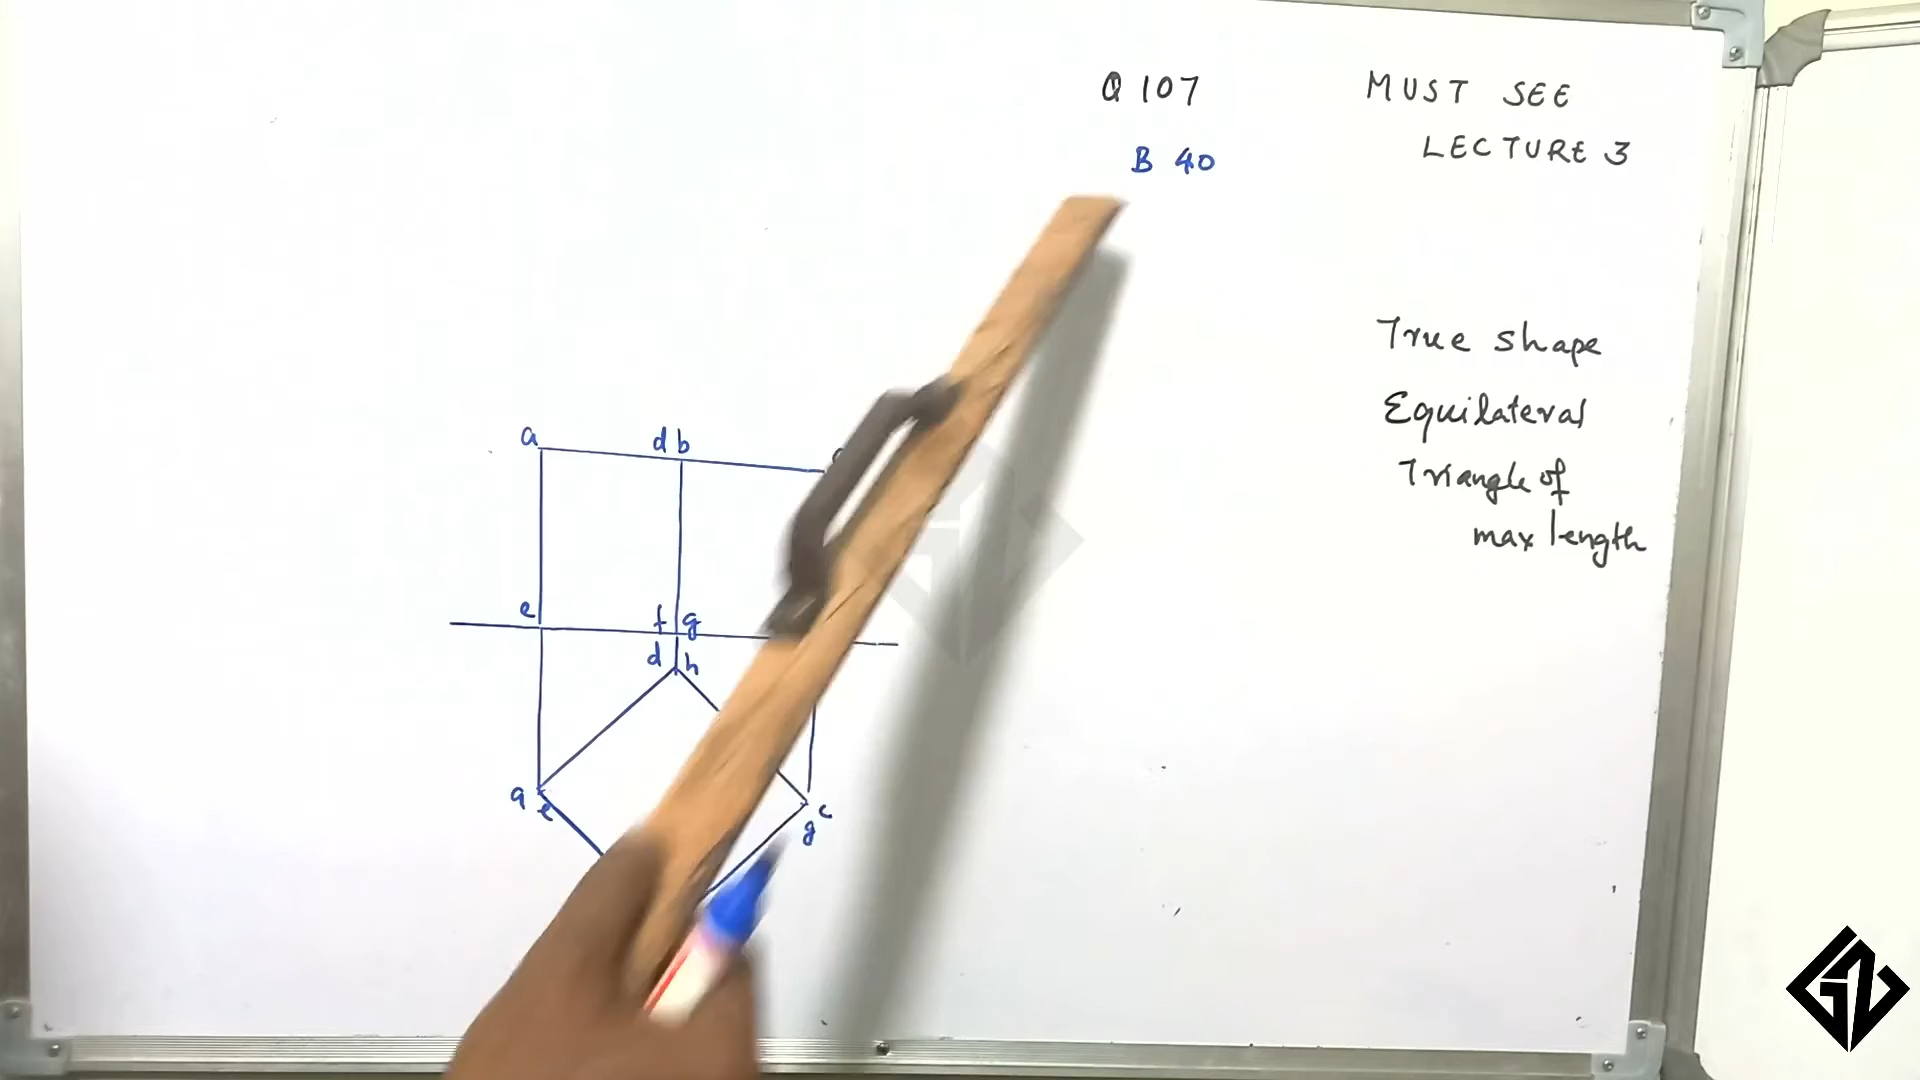 Q 107
B 40
MUST SEE
LECTURE 3
True shape
Equilateral
Triangle of
max length
a
d b
e
f g
d h
a
e
c
g